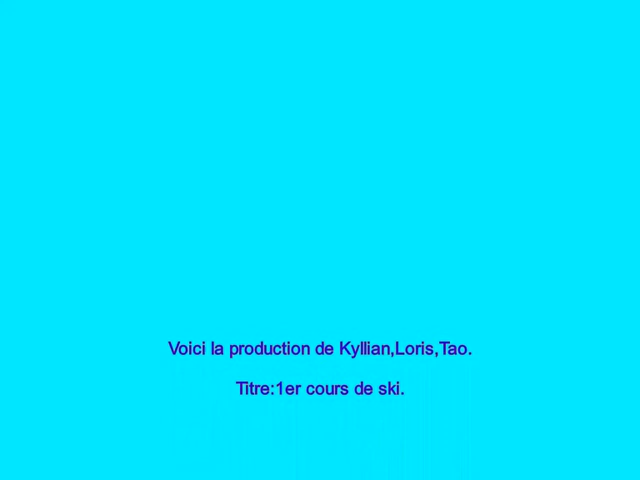 Voici la production de Kyllian,Loris,Tao.
Titre:1er cours de ski.